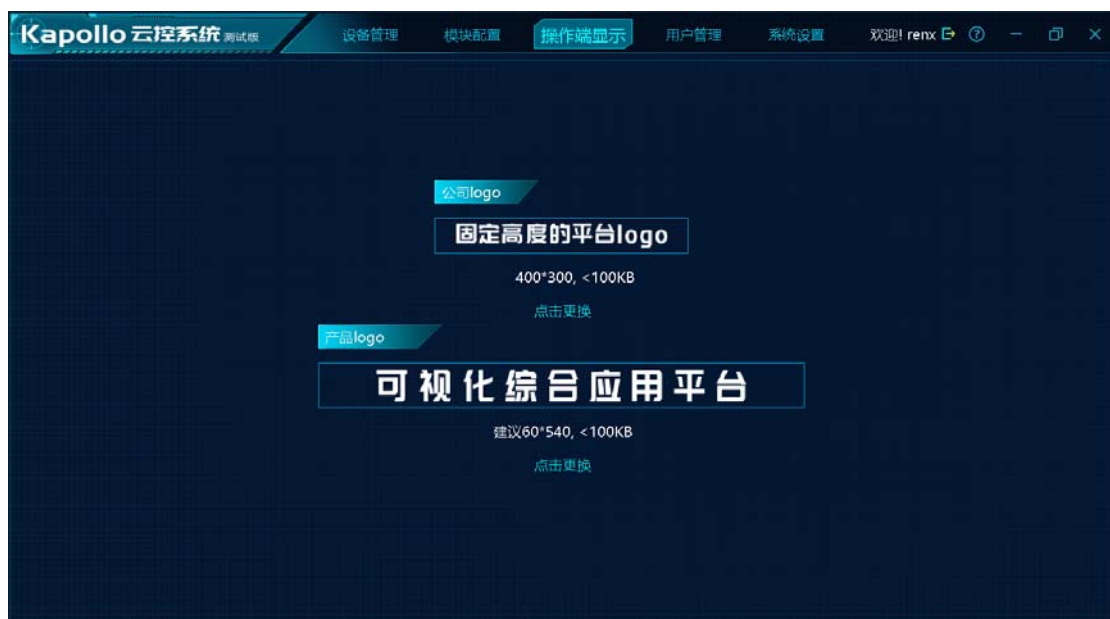 Kapollo 云控系统 测试版 设备管理 模块配置 操作端显示 用户管理 系统设置 欢迎! renx
公司logo
固定高度的平台logo
400*300, <100KB
点击更换
产品logo
可视化综合应用平台
建议60*540, <100KB
点击更换